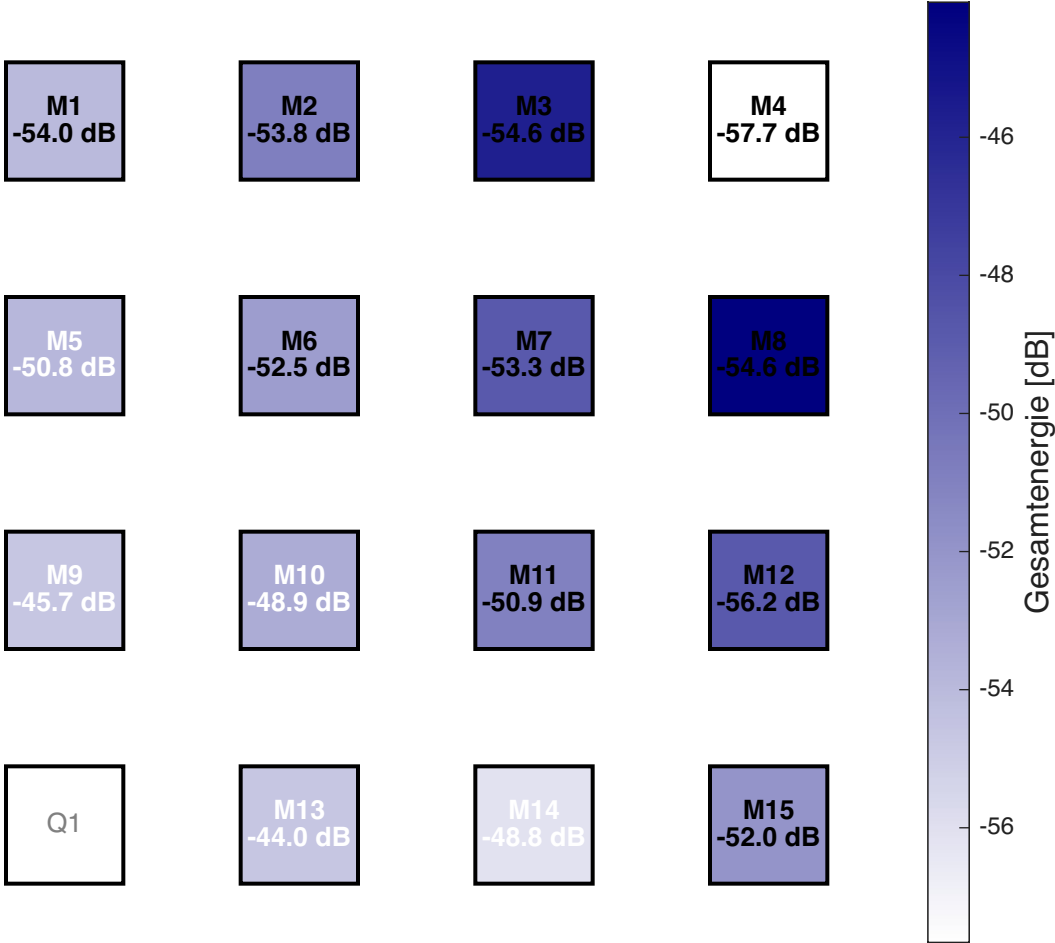 M1
-54.0 dB
M2
-53.8 dB
M3
-54.6 dB
M4
-57.7 dB
M5
-50.8 dB
M6
-52.5 dB
M7
-53.3 dB
M8
-54.6 dB
M9
-45.7 dB
M10
-48.9 dB
M11
-50.9 dB
M12
-56.2 dB
Q1
M13
-44.0 dB
M14
-48.8 dB
M15
-52.0 dB
-46
-48
-50
-52
-54
-56
Gesamtenergie [dB]